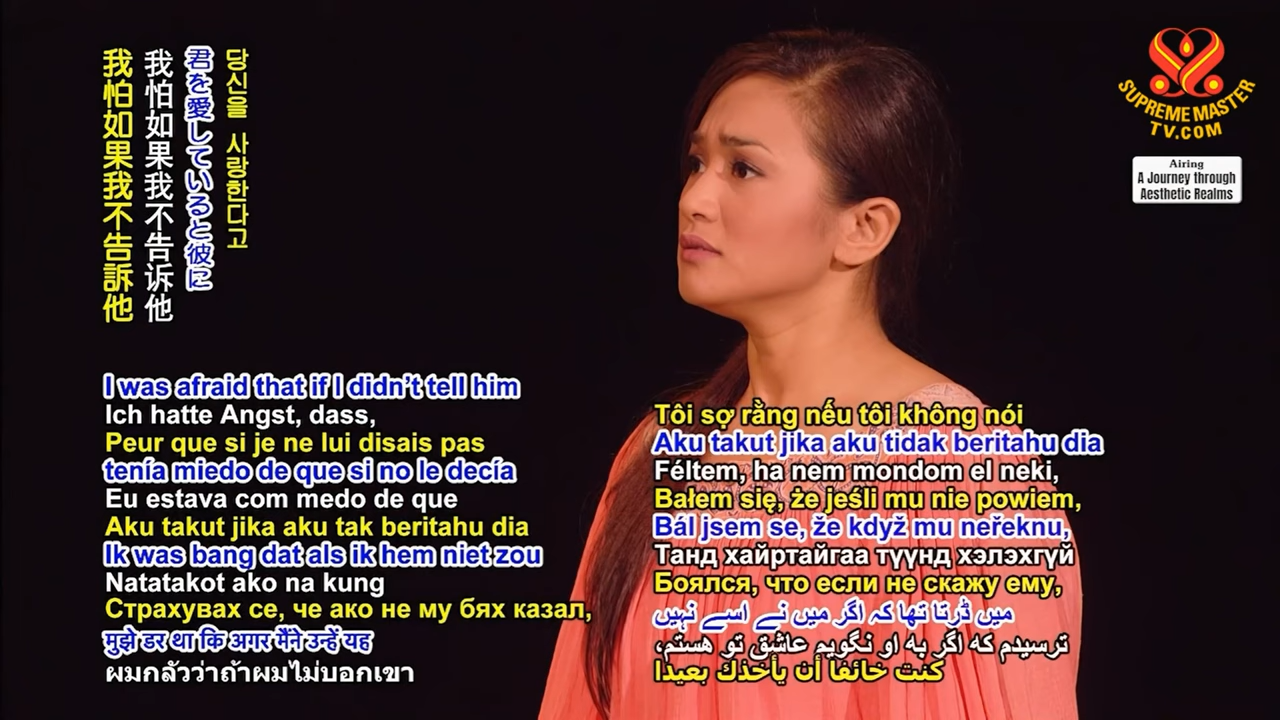 我怕如果我不告訴他
我怕如果我不告诉他
君を愛していると彼に
당신을 사랑한다고
SUPREME MASTER
TV.COM
Airing
A Journey through
Aesthetic Realms
I was afraid that if I didn’t tell him
Ich hatte Angst, dass,
Peur que si je ne lui disais pas
tenía miedo de que si no le decía
Eu estava com medo de que
Aku takut jika aku tak beritahu dia
Ik was bang dat als ik hem niet zou
Natatakot ako na kung
Страхувах се, че ако не му бях казал,
मुझे डर था कि अगर मैंने उन्हें यह
ผมกลัวว่าถ้าผมไม่บอกเขา
Tôi sợ rằng nếu tôi không nói
Aku takut jika aku tidak beritahu dia
Féltem, ha nem mondom el neki,
Bałem się, że jeśli mu nie powiem,
Bál jsem se, že když mu neřeknu,
Танд хайртайгаа түүнд хэлэхгүй
Боялся, что если не скажу ему,
میں ڈرتا تھا کہ اگر میں نے اسے نہیں
ترسیدم که اگر به او نگویم عاشق تو هستم،
كنت خائفا أن يأخذك بعيدا